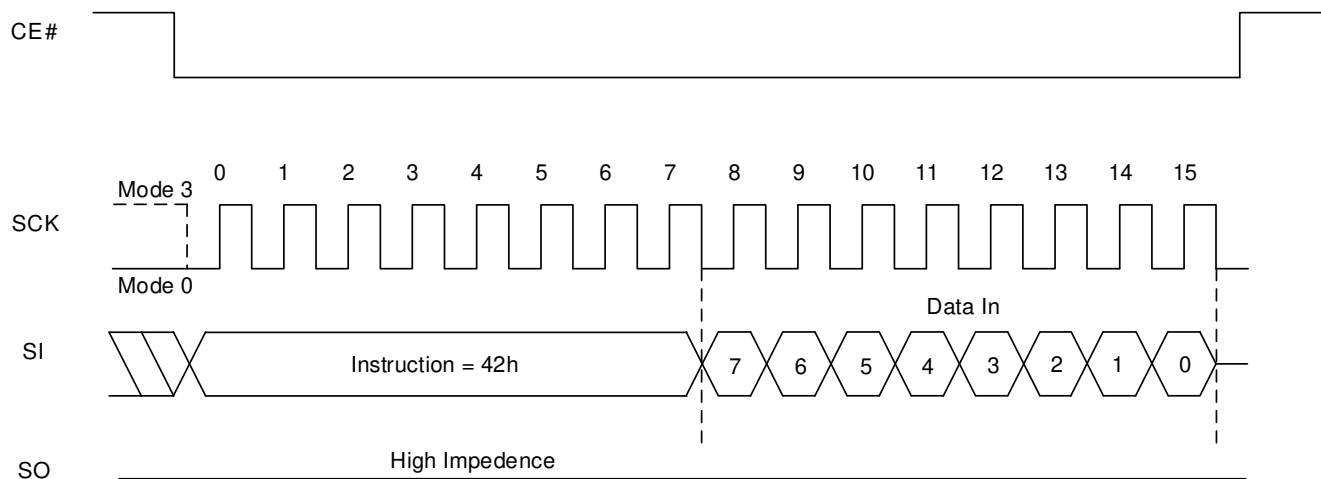 CE#
0 1 2 3 4 5 6 7 8 9 10 11 12 13 14 15
Mode 3
SCK
Mode 0
Data In
SI
Instruction = 42h
7 6 5 4 3 2 1 0
High Impedence
SO